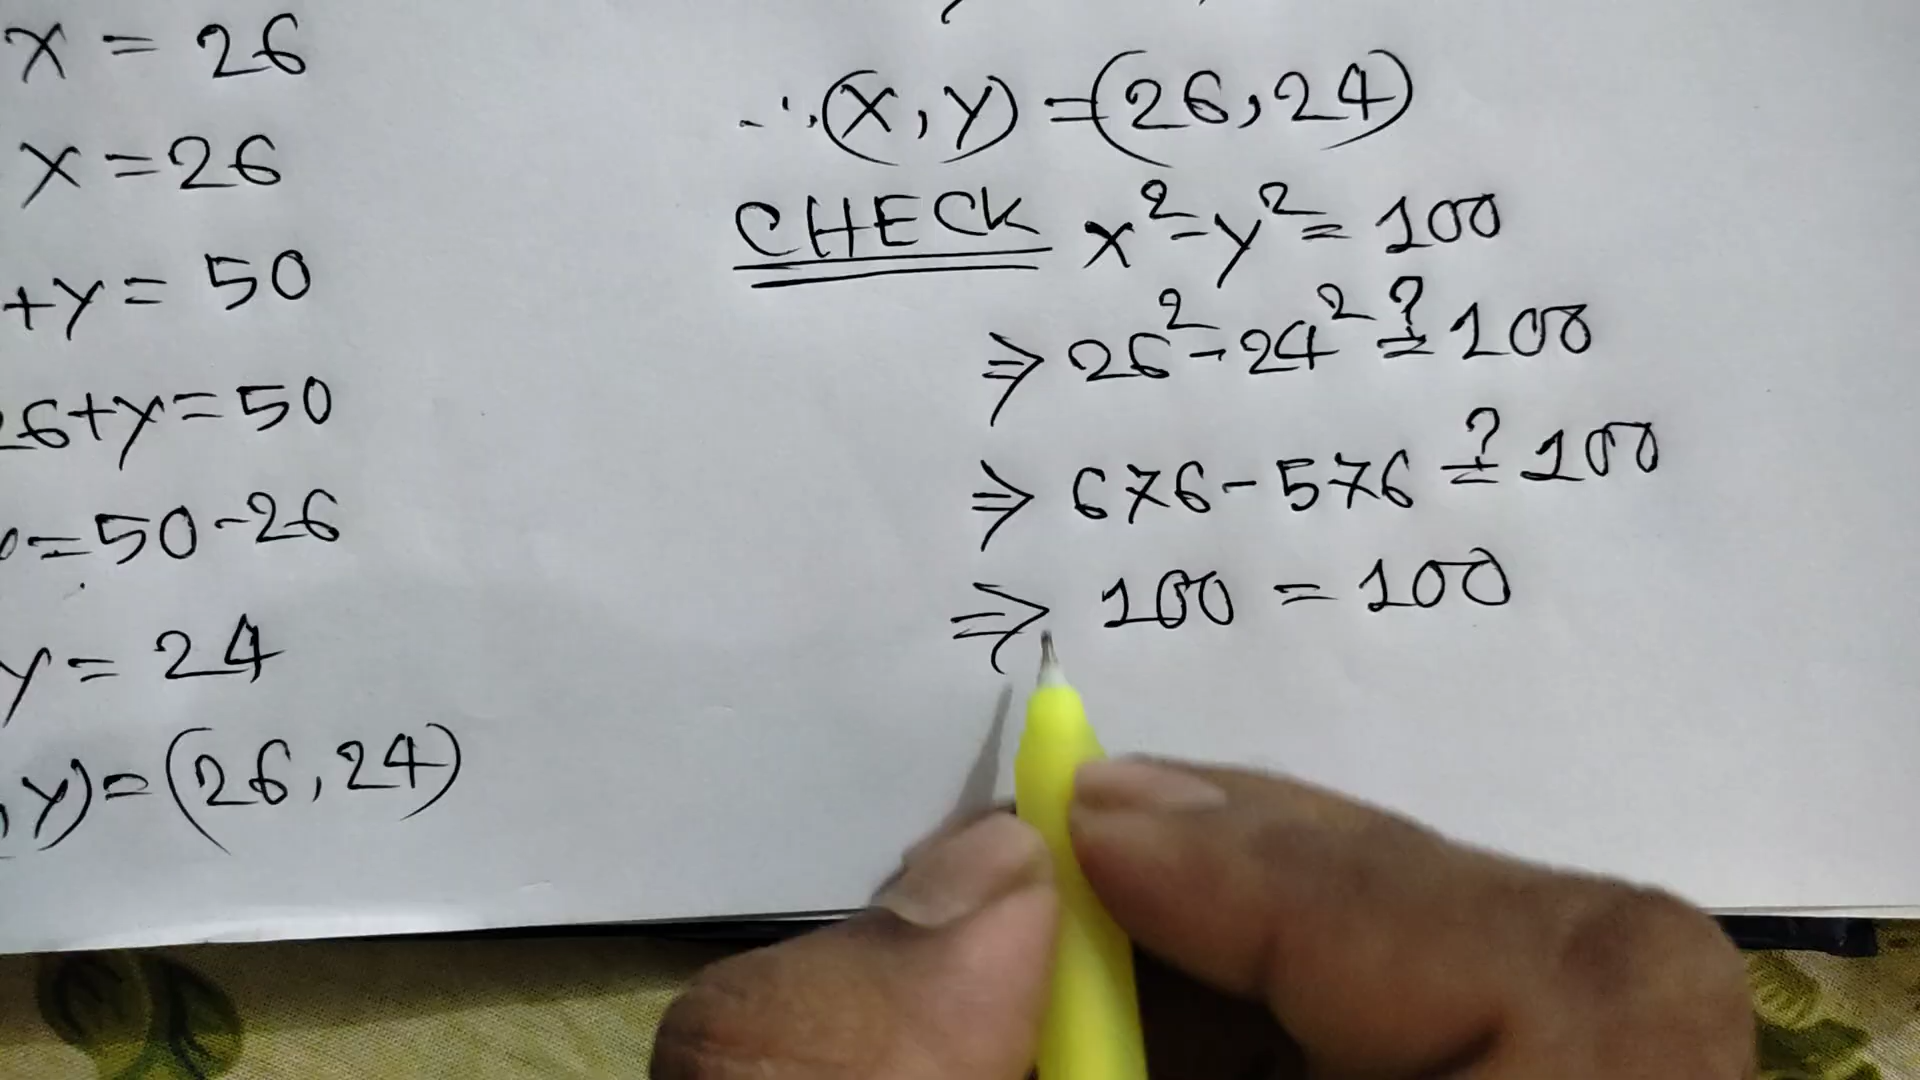 x = 26
x = 26
+y = 50
26+y=50
=50-26
y = 24
,y)=(26,24)
∴(x,y)=(26,24)
CHECK x²-y²= 100
⇒ 26²-24² ≟ 100
⇒ 676-576 ≟ 100
⇒ 100 = 100